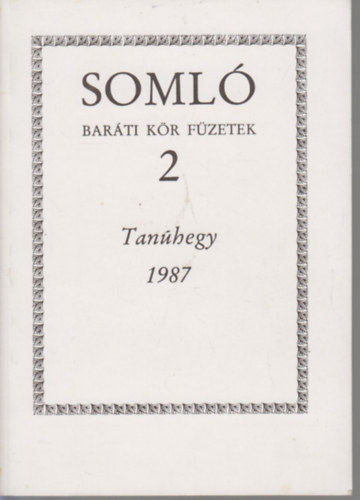 SOMLÓ
BARÁTI KÖR FÜZETEK
2
Tanúhegy
1987